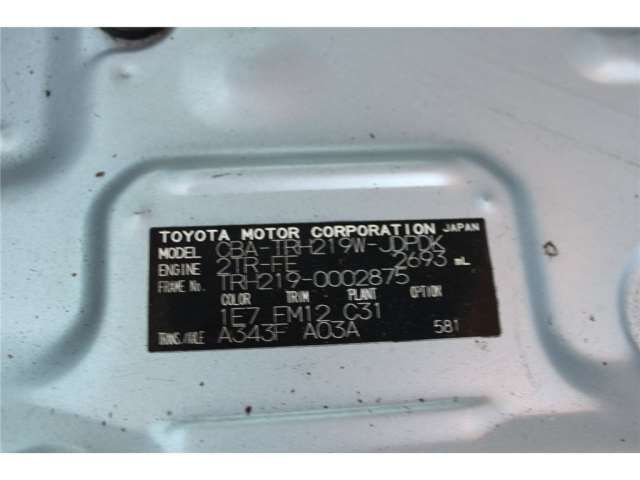 TOYOTA MOTOR CORPORATION JAPAN
MODEL CBA-TRH219W-JDPDK
ENGINE 2TR-FE 2693 mL
FRAME No. TRH219-0002875
COLOR TRIM PLANT OPTION
1E7 FM12 C31
TRANS./AXLE A343F A03A 581